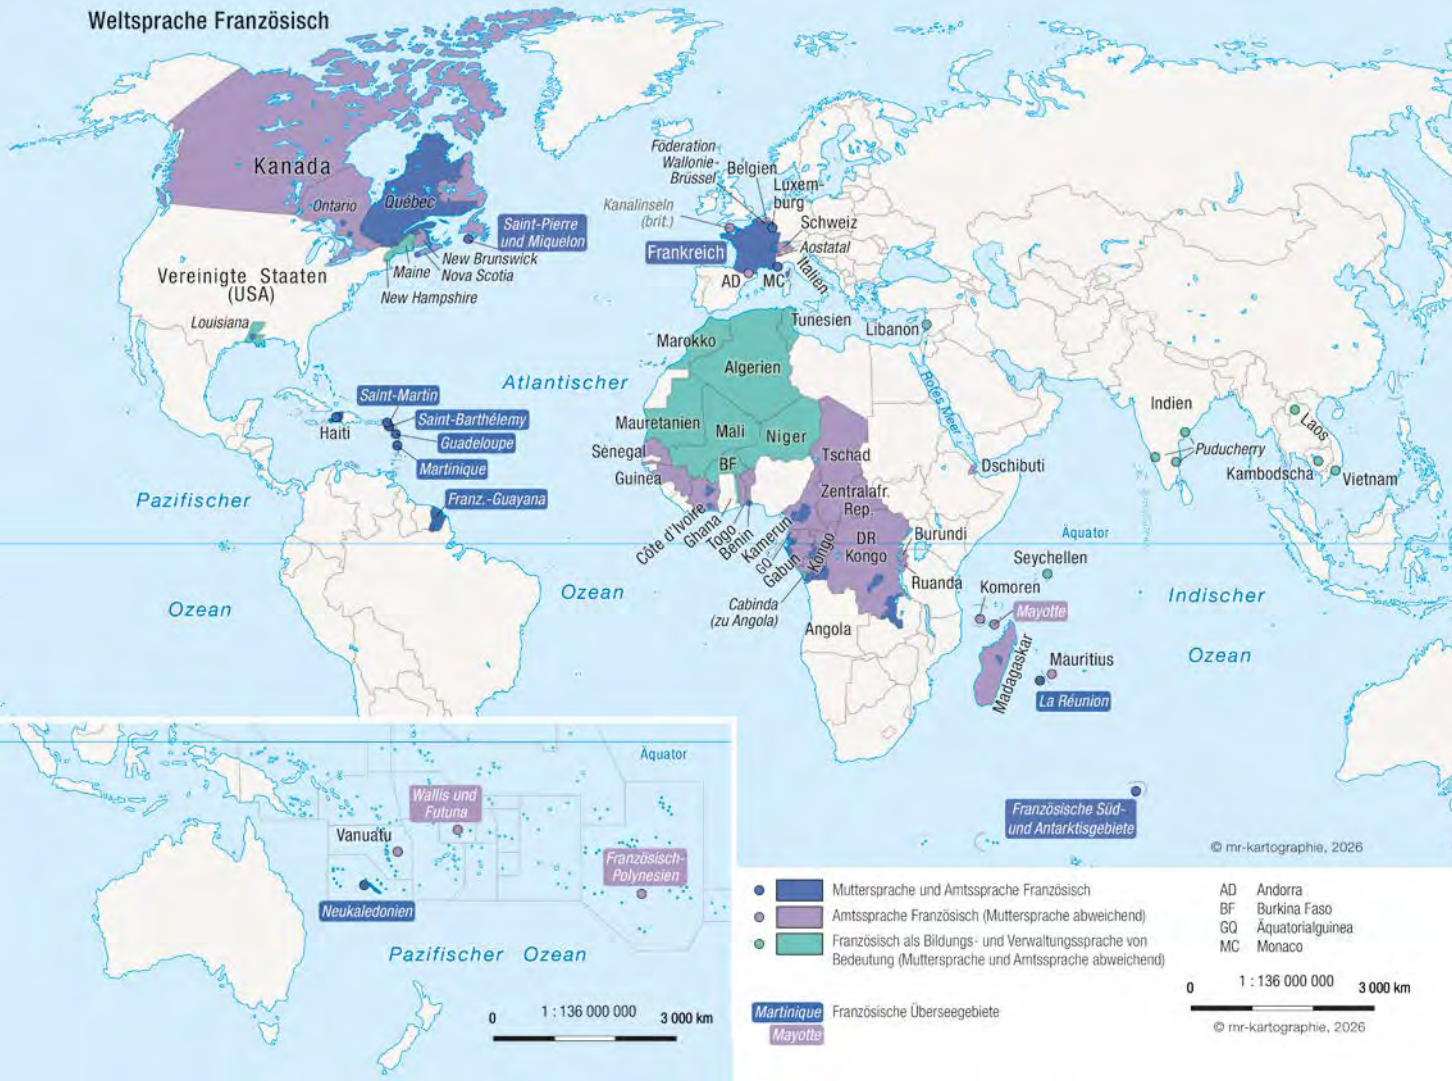 Weltsprache Französisch
Kanada
Ontario
Québec
Saint-Pierre
und Miquelon
New Brunswick
Nova Scotia
Maine
New Hampshire
Vereinigte Staaten
(USA)
Louisiana
Föderation
Wallonie-
Brüssel
Belgien
Luxem-
burg
Kanalinseln
(brit.)
Schweiz
Frankreich
Aostatal
Italien
AD
MC
Tunesien
Libanon
Marokko
Algerien
Atlantischer
Rotes Meer
Saint-Martin
Saint-Barthélemy
Haiti
Guadeloupe
Martinique
Mauretanien
Mali
Niger
Tschad
Senegal
BF
Guinea
Dschibuti
Indien
Laos
Puducherry
Kambodscha
Vietnam
Pazifischer
Franz.-Guayana
Zentralafr.
Rep.
Côte d'Ivoire
Ghana
Togo
Benin
Kamerun
GQ
Gabun
Kongo
DR
Kongo
Burundi
Äquator
Seychellen
Ruanda
Komoren
Mayotte
Ozean
Ozean
Indischer
Ozean
Cabinda
(zu Angola)
Angola
Madagaskar
Mauritius
La Réunion
Französische Süd-
und Antarktisgebiete
© mr-kartographie, 2026
Äquator
Wallis und
Futuna
Vanuatu
Französisch-
Polynesien
Neukaledonien
Pazifischer Ozean
0 1 : 136 000 000 3 000 km
Muttersprache und Amtssprache Französisch
Amtssprache Französisch (Muttersprache abweichend)
Französisch als Bildungs- und Verwaltungssprache von
Bedeutung (Muttersprache und Amtssprache abweichend)
Martinique Französische Überseegebiete
Mayotte
AD Andorra
BF Burkina Faso
GQ Äquatorialguinea
MC Monaco
0 1 : 136 000 000 3 000 km
© mr-kartographie, 2026